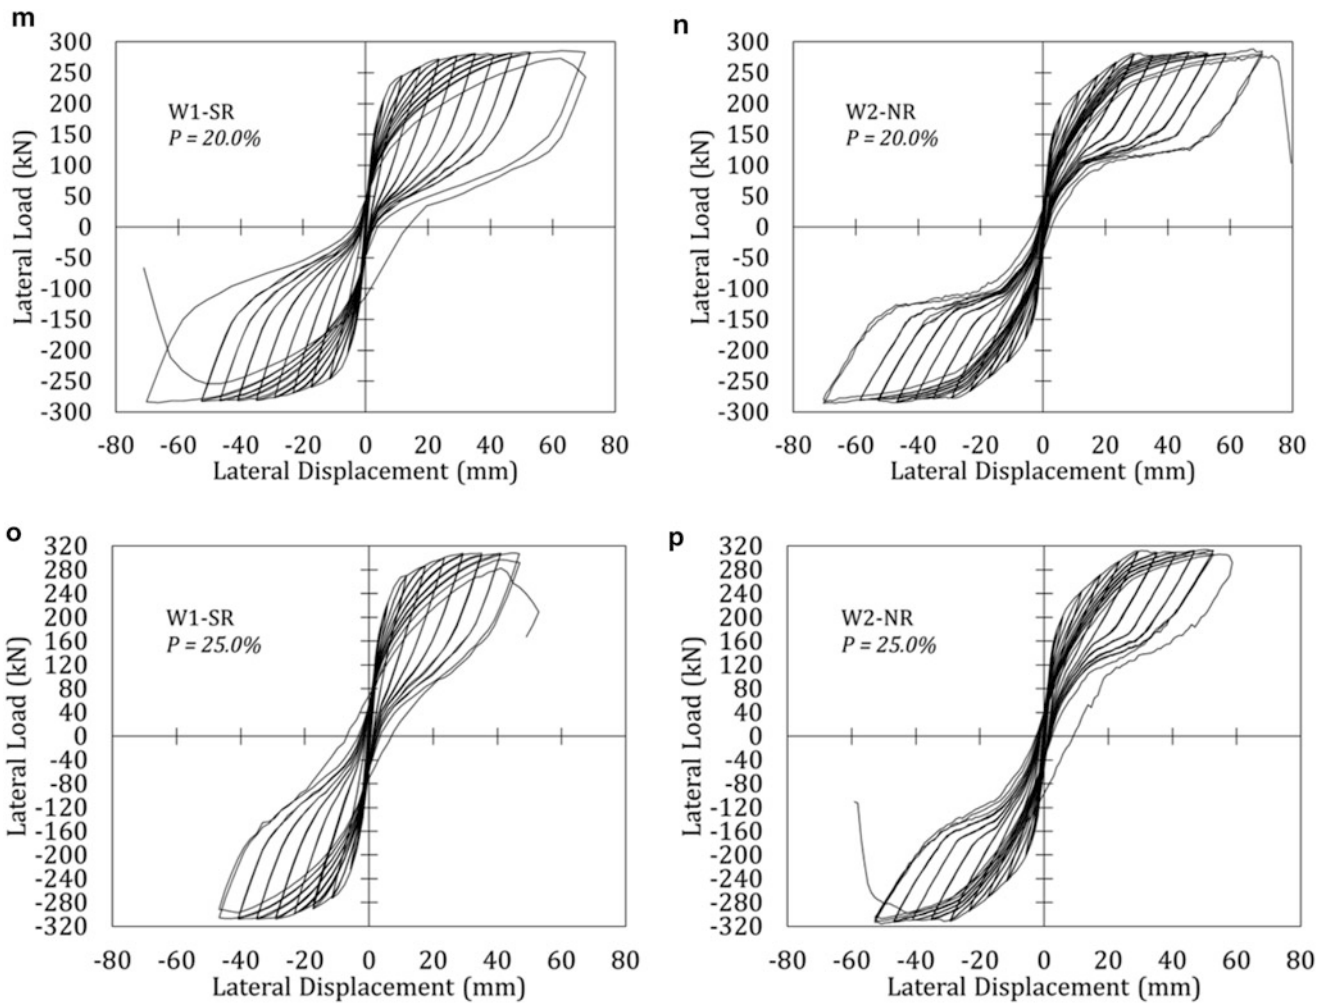 m
300
250
200
150
100
50
0
-50
-100
-150
-200
-250
-300
Lateral Load (kN)
W1-SR
P = 20.0%
-80 -60 -40 -20 0 20 40 60 80
Lateral Displacement (mm)
n
300
250
200
150
100
50
0
-50
-100
-150
-200
-250
-300
Lateral Load (kN)
W2-NR
P = 20.0%
-80 -60 -40 -20 0 20 40 60 80
Lateral Displacement (mm)
o
320
280
240
200
160
120
80
40
0
-40
-80
-120
-160
-200
-240
-280
-320
Lateral Load (kN)
W1-SR
P = 25.0%
-80 -60 -40 -20 0 20 40 60 80
Lateral Displacement (mm)
p
320
280
240
200
160
120
80
40
0
-40
-80
-120
-160
-200
-240
-280
-320
Lateral Load (kN)
W2-NR
P = 25.0%
-80 -60 -40 -20 0 20 40 60 80
Lateral Displacement (mm)